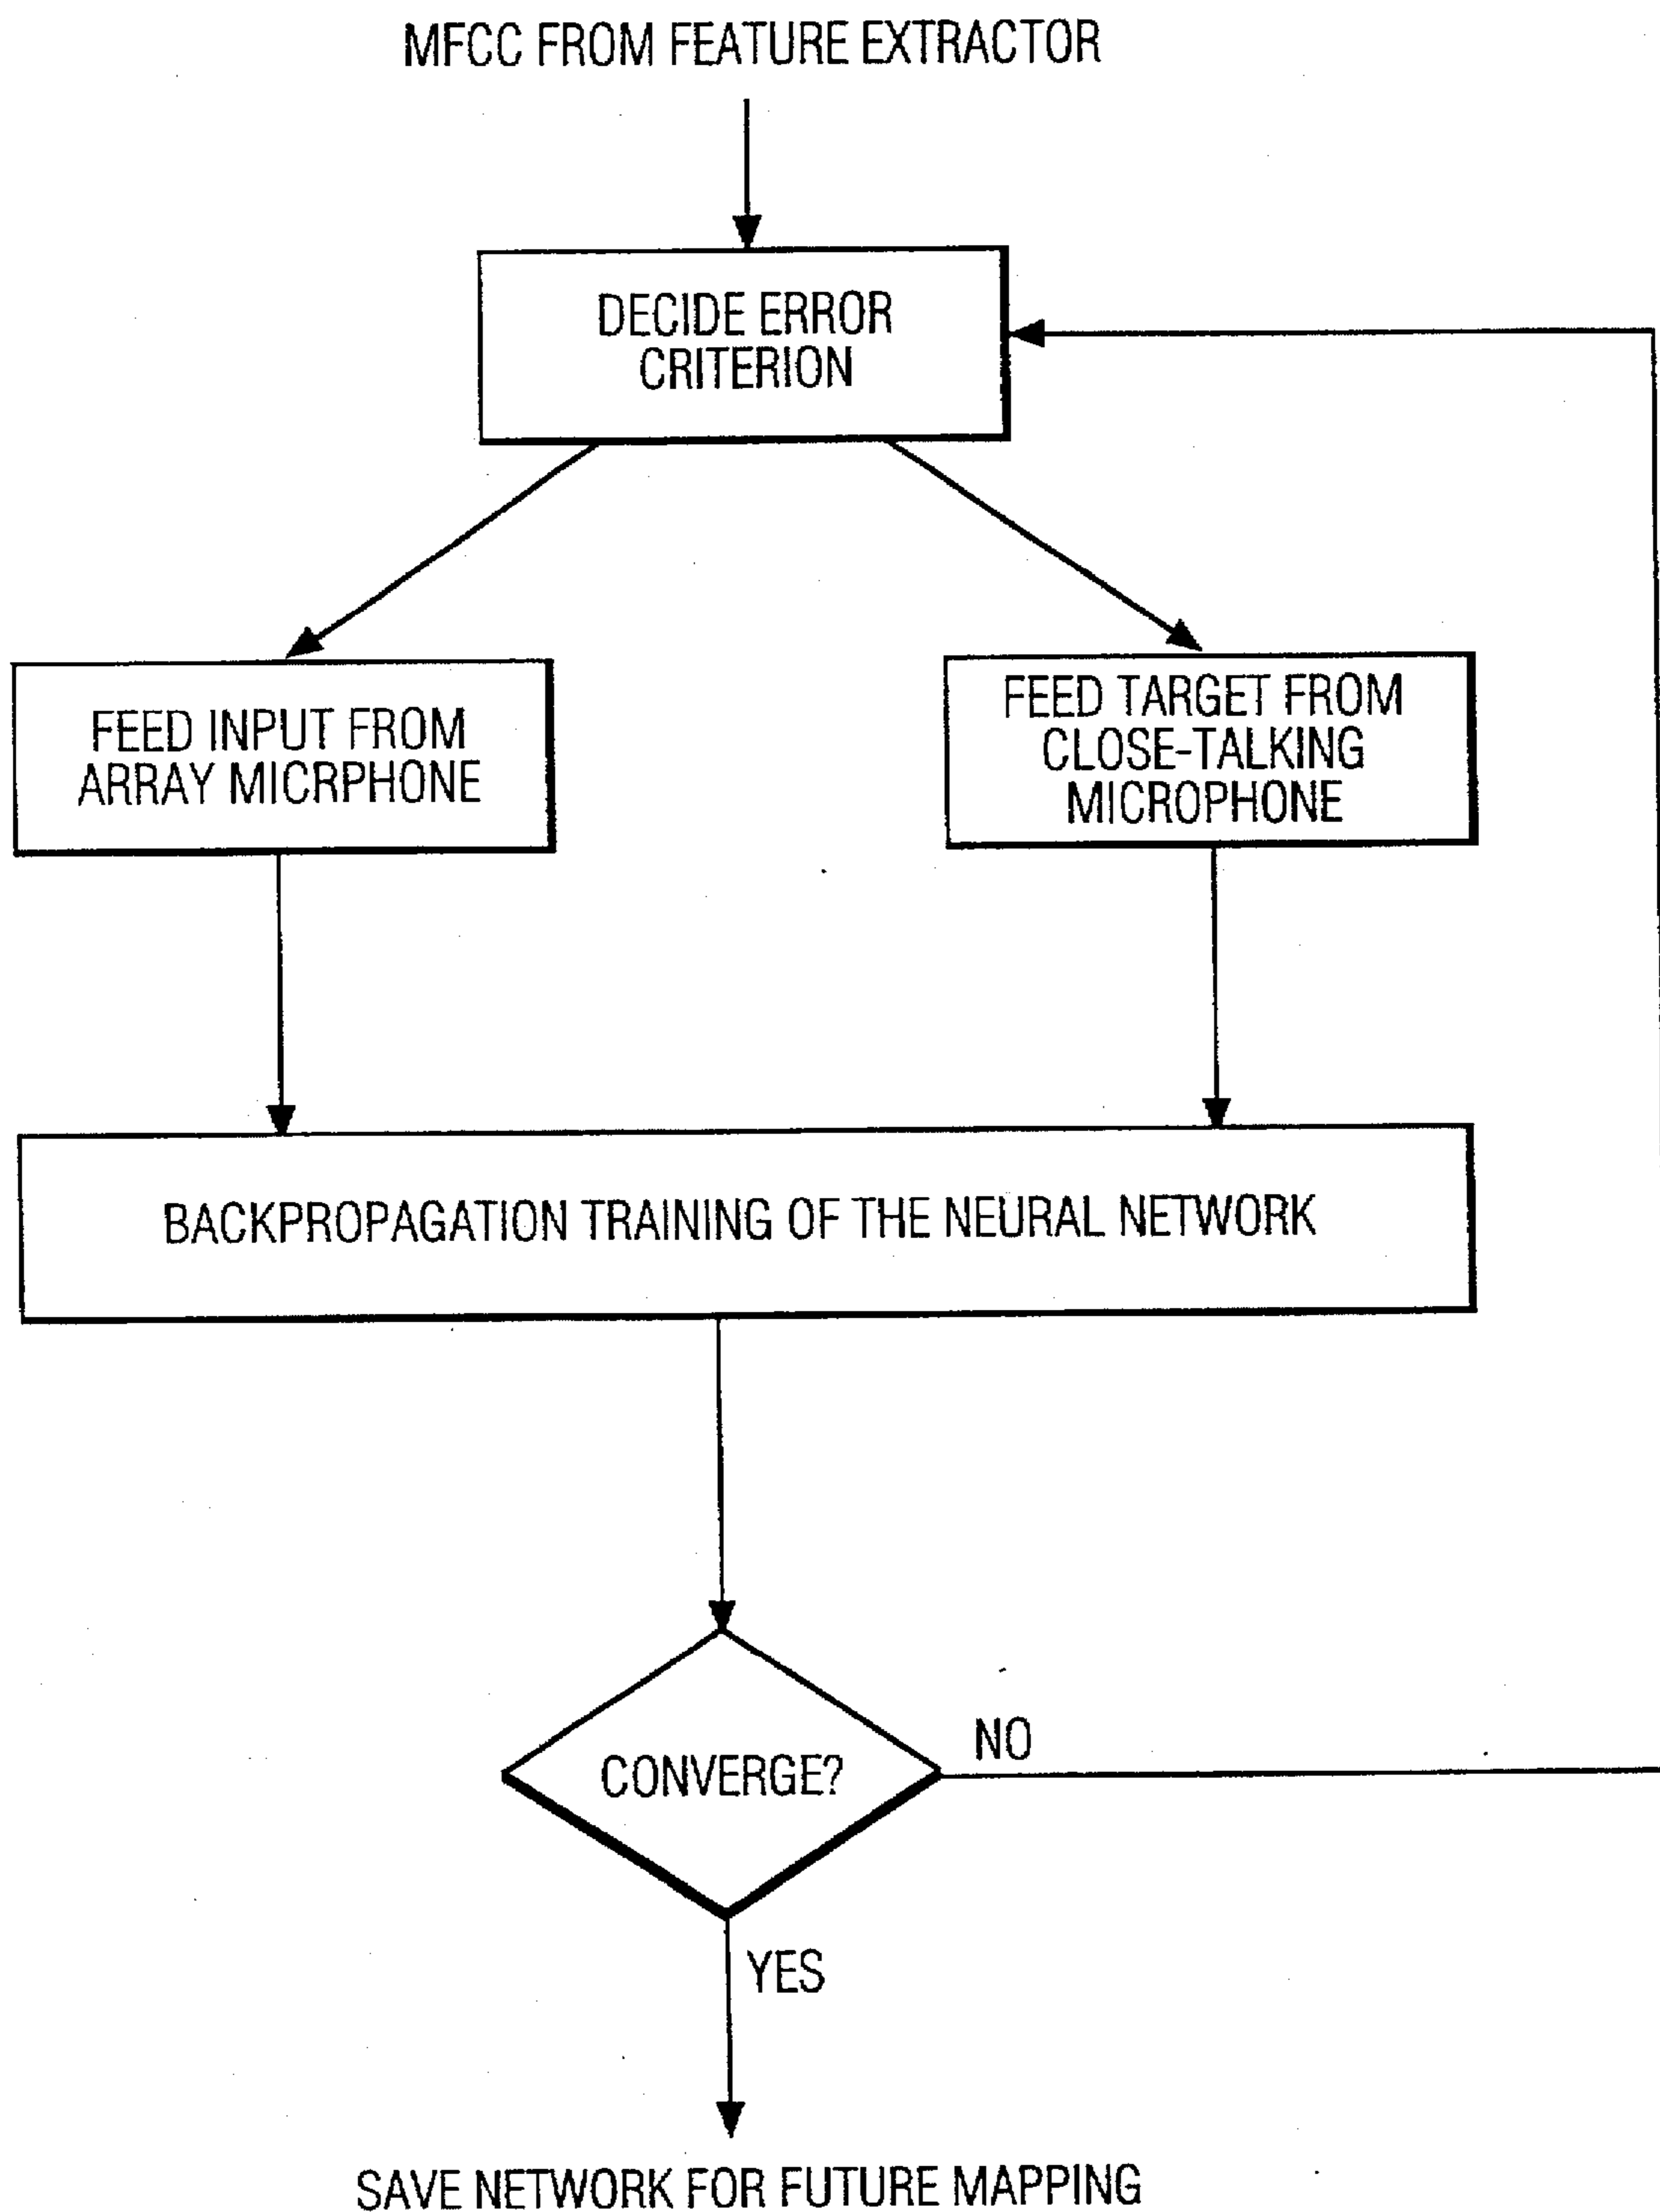 MFCC FROM FEATURE EXTRACTOR
DECIDE ERROR
CRITERION
FEED INPUT FROM
ARRAY MICRPHONE
FEED TARGET FROM
CLOSE-TALKING
MICROPHONE
BACKPROPAGATION TRAINING OF THE NEURAL NETWORK
CONVERGE?
NO
YES
SAVE NETWORK FOR FUTURE MAPPING